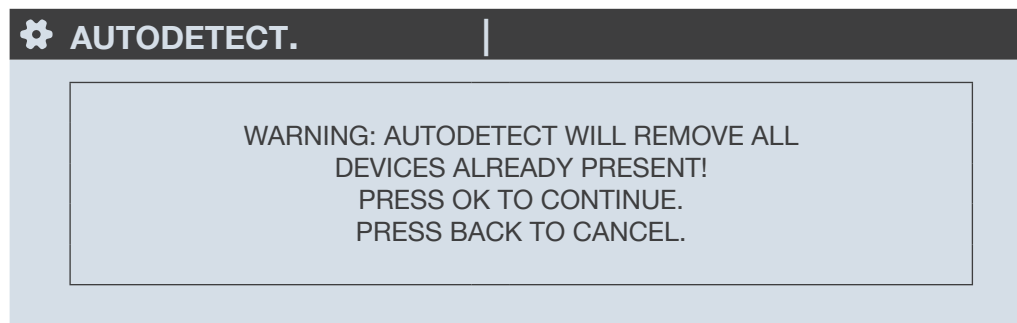 AUTODETECT.
WARNING: AUTODETECT WILL REMOVE ALL
DEVICES ALREADY PRESENT!
PRESS OK TO CONTINUE.
PRESS BACK TO CANCEL.